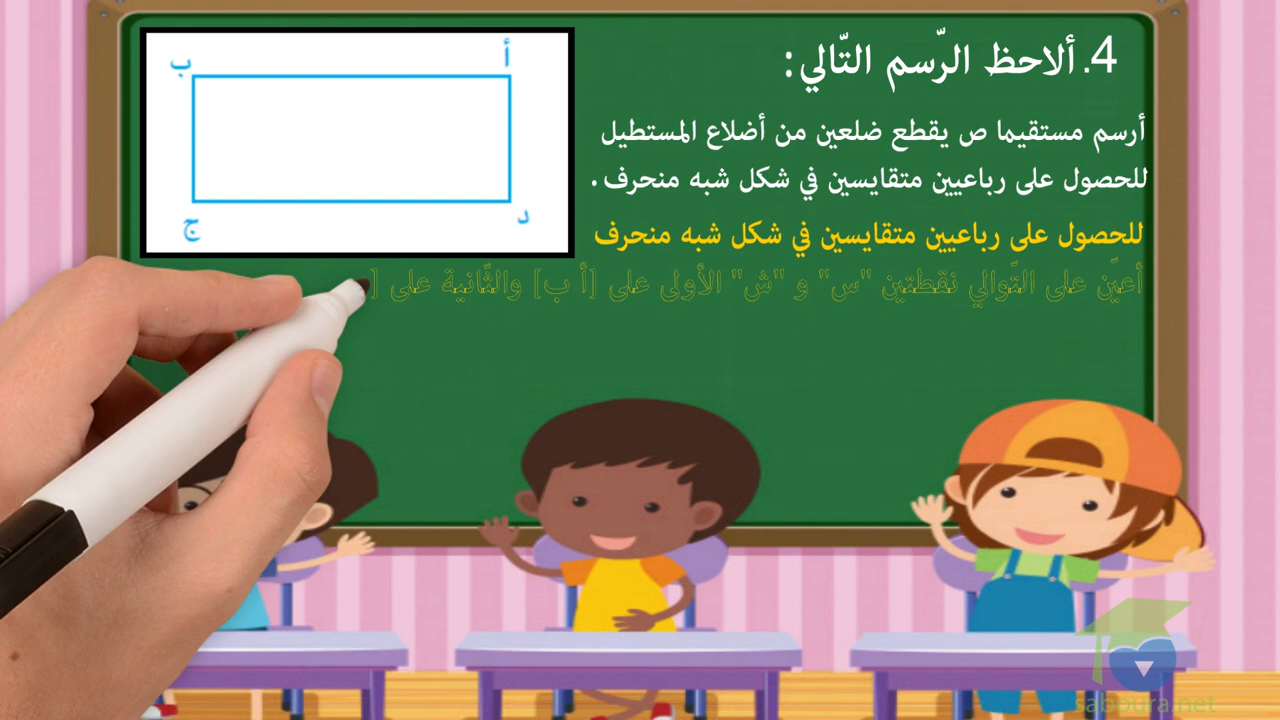 4. ألاحظ الرّسم التّالي:
أرسم مستقيما ص يقطع ضلعين من أضلاع المستطيل
للحصول على رباعيين متقايسين في شكل شبه منحرف.
للحصول على رباعيين متقايسين في شكل شبه منحرف
أعيّن على التّوالي نقطتين "س" و "ش" الأولى على [أ ب] والثّانية على [
أ
ب
ج
د
saboura.net